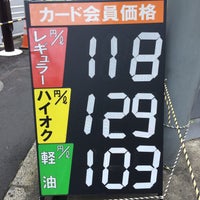 カード会員価格
レギュラー 円/ℓ 118
ハイオク 円/ℓ 129
軽油 円/ℓ 103